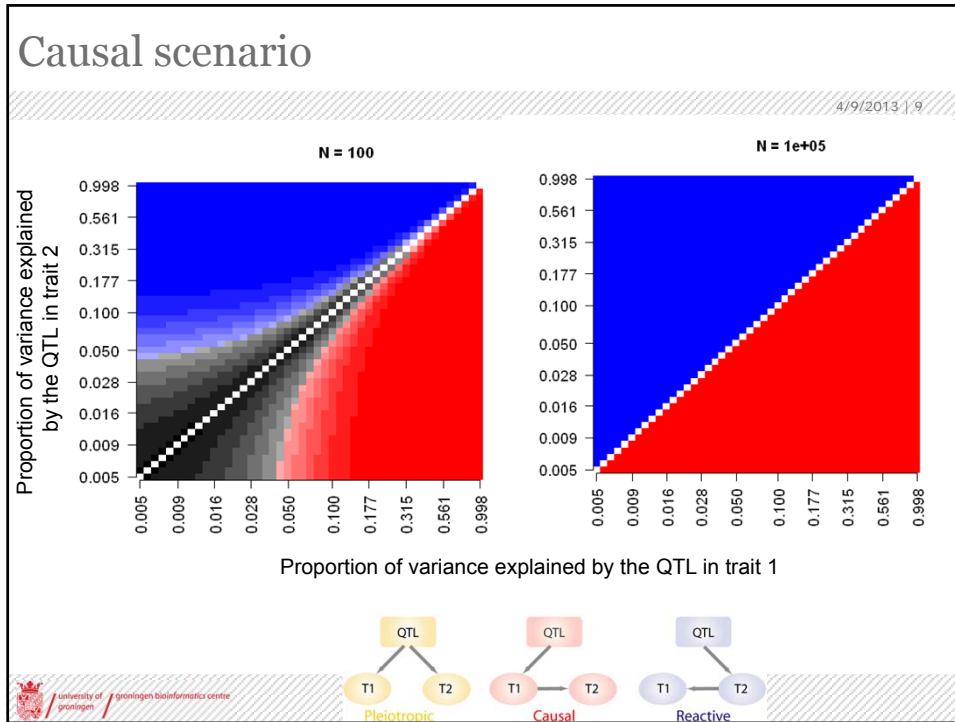 Causal scenario
4/9/2013 | 9
N = 100
Proportion of variance explained
by the QTL in trait 2
0.998
0.561
0.315
0.177
0.100
0.050
0.028
0.016
0.009
0.005
0.005
0.009
0.016
0.028
0.050
0.100
0.177
0.315
0.561
0.998
N = 1e+05
0.998
0.561
0.315
0.177
0.100
0.050
0.028
0.016
0.009
0.005
0.005
0.009
0.016
0.028
0.050
0.100
0.177
0.315
0.561
0.998
Proportion of variance explained by the QTL in trait 1
QTL
T1
T2
Pleiotropic
QTL
T1
T2
Causal
QTL
T1
T2
Reactive
university of
groningen
groningen bioinformatics centre